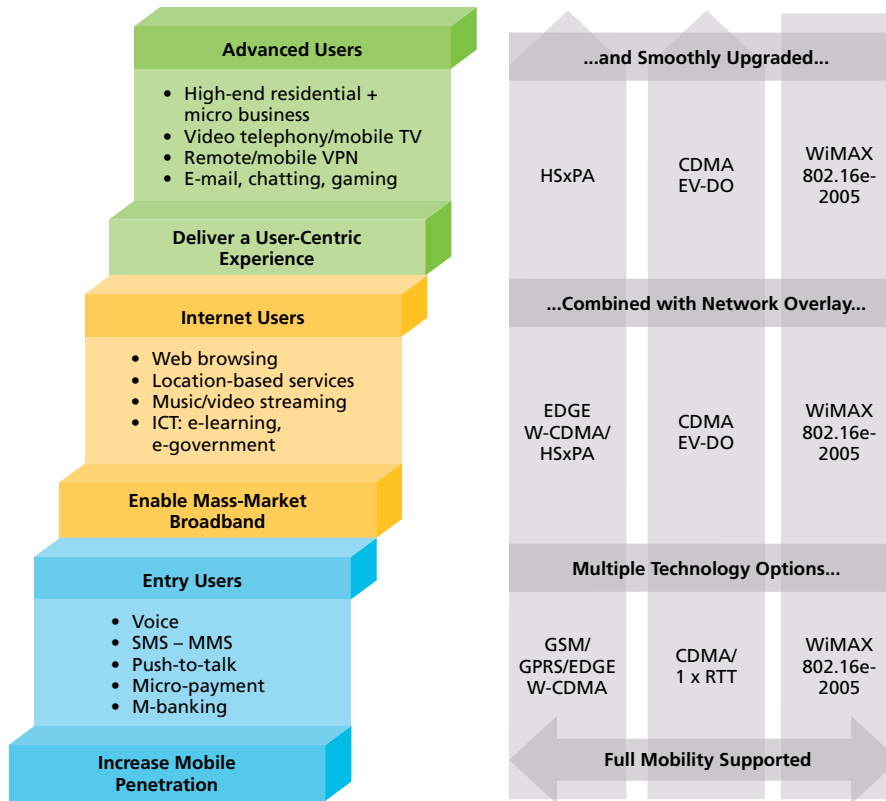 Advanced Users
• High-end residential +
micro business
• Video telephony/mobile TV
• Remote/mobile VPN
• E-mail, chatting, gaming
Deliver a User-Centric
Experience
Internet Users
• Web browsing
• Location-based services
• Music/video streaming
• ICT: e-learning,
e-government
Enable Mass-Market
Broadband
Entry Users
• Voice
• SMS – MMS
• Push-to-talk
• Micro-payment
• M-banking
Increase Mobile
Penetration
...and Smoothly Upgraded...
HSxPA
CDMA
EV-DO
WiMAX
802.16e-
2005
...Combined with Network Overlay...
EDGE
W-CDMA/
HSxPA
CDMA
EV-DO
WiMAX
802.16e-
2005
Multiple Technology Options...
GSM/
GPRS/EDGE
W-CDMA
CDMA/
1 x RTT
WiMAX
802.16e-
2005
Full Mobility Supported